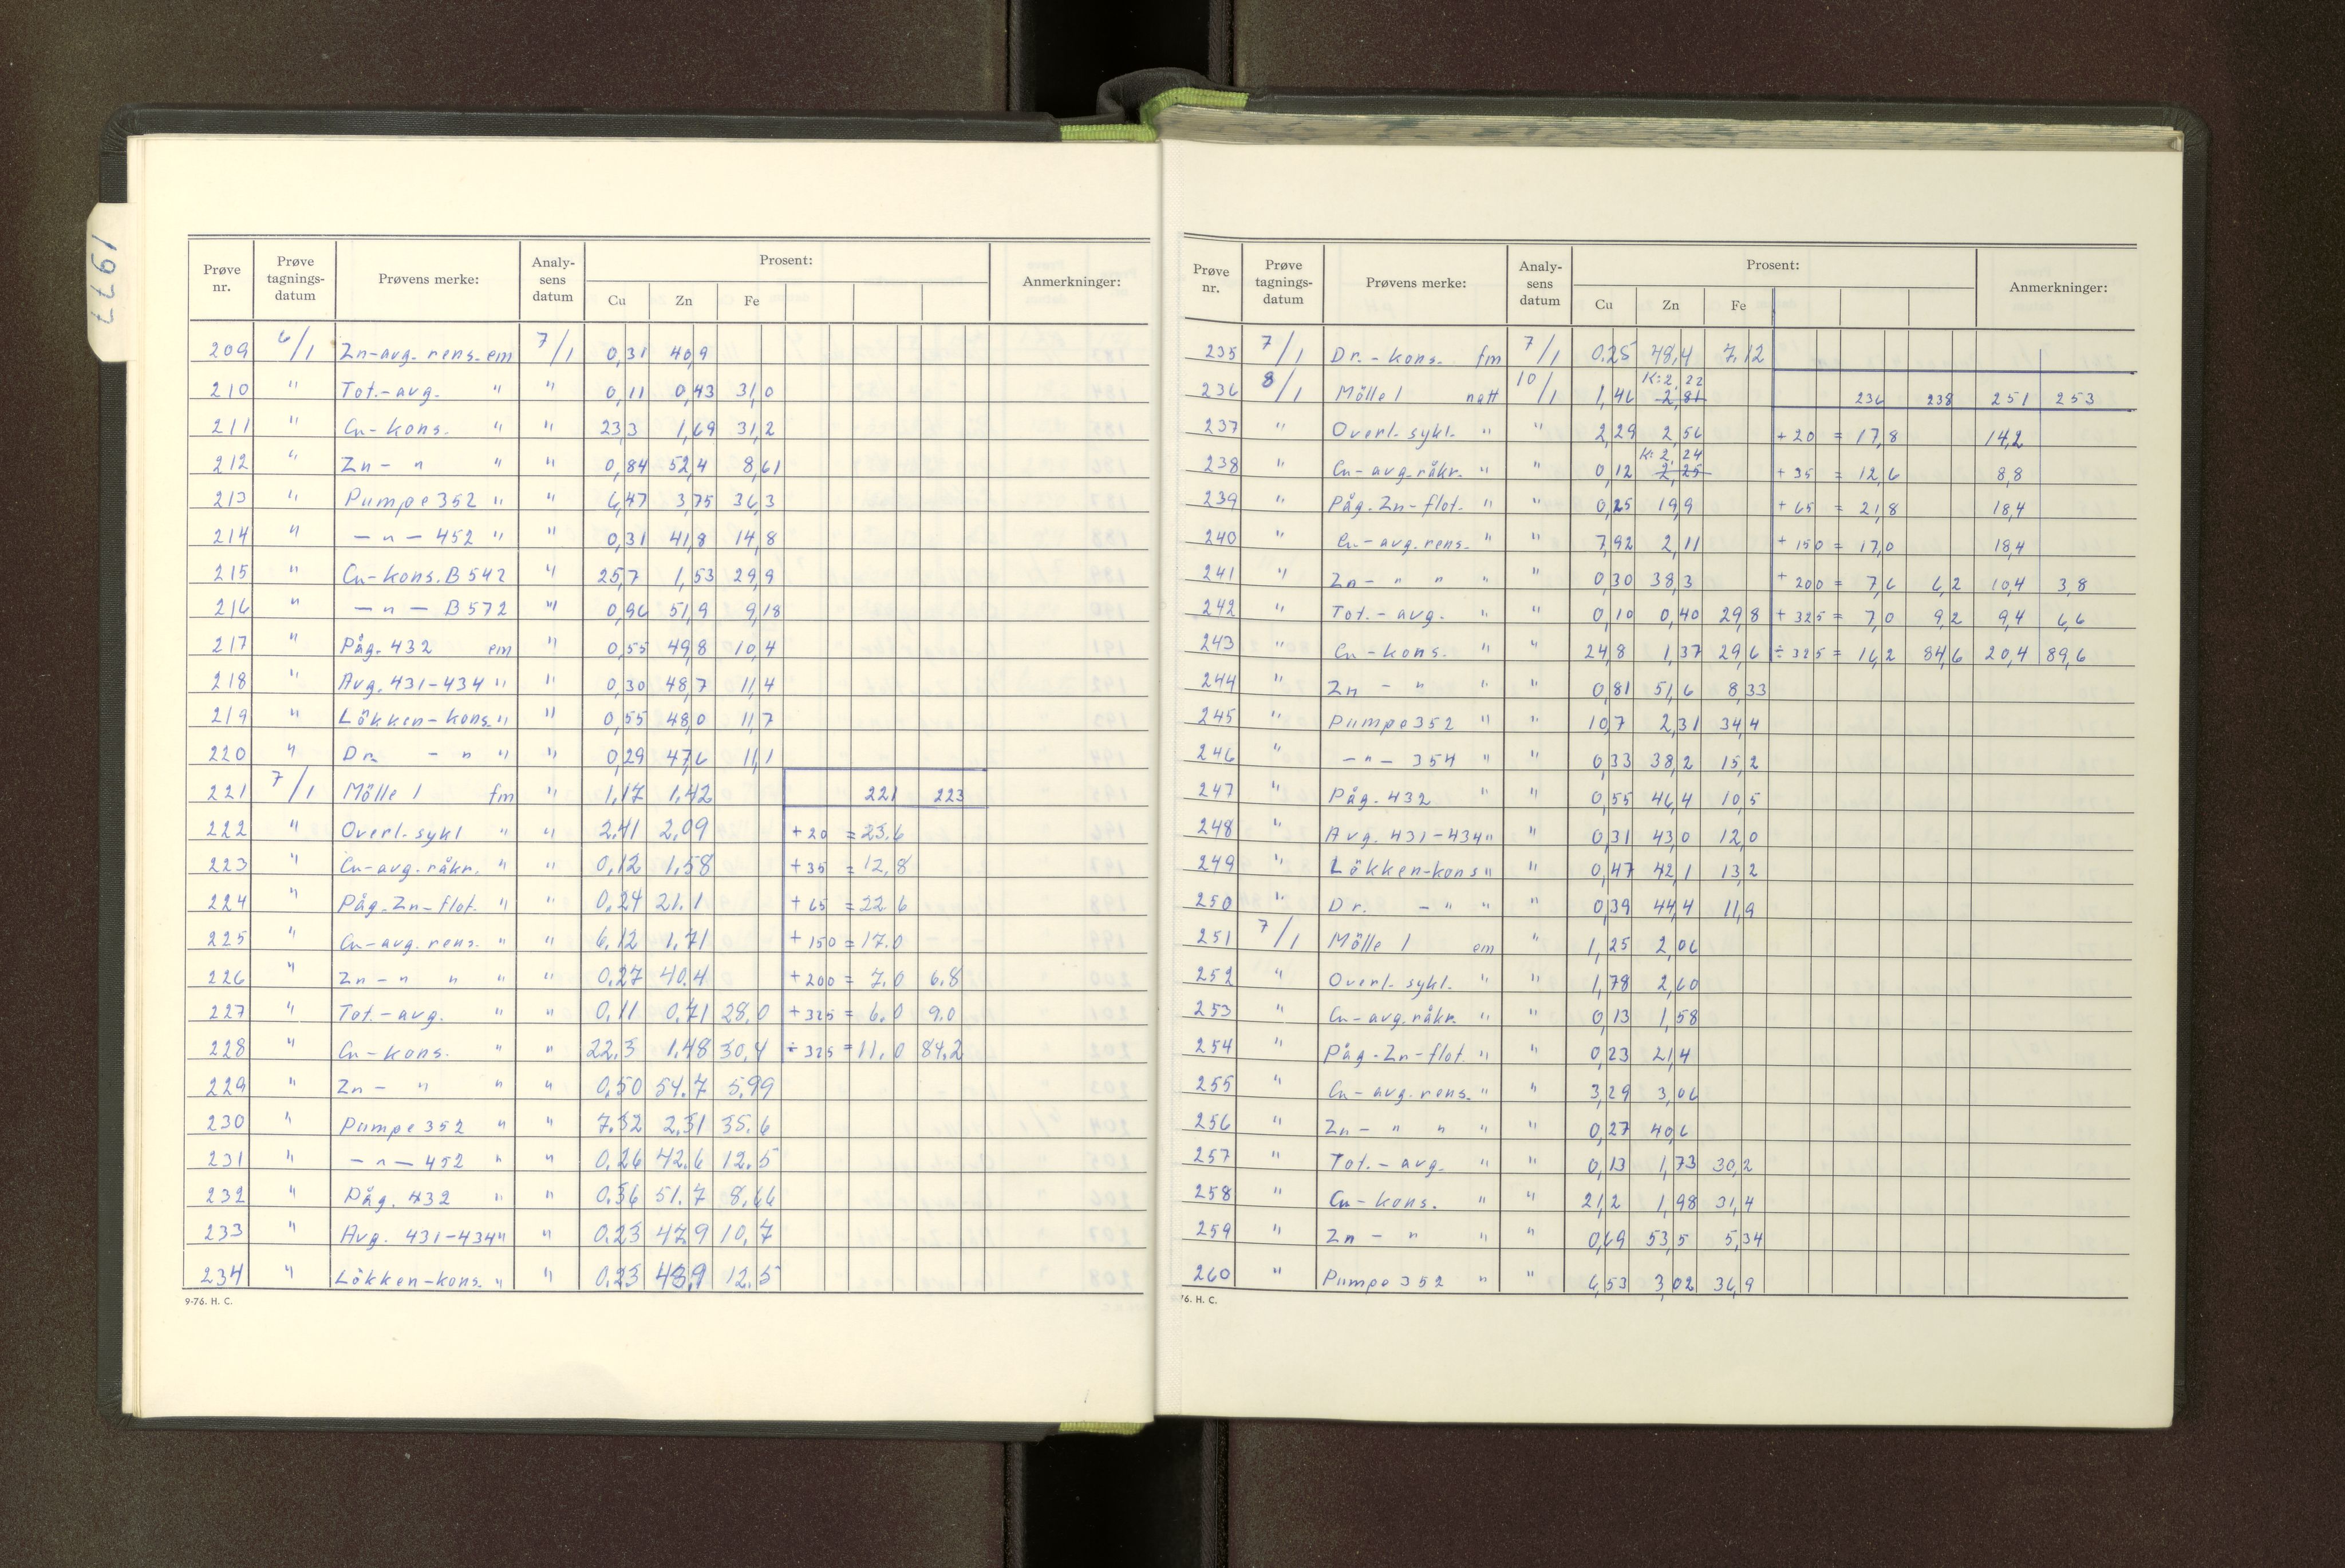 1977
Prøve nr. Prøve tagnings-datum Prøvens merke: Analy-sens datum Prosent: Anmerkninger:
Cu Zn Fe
209 6/1 Zn-avg. rens. em 7/1 0,31 40,9
210 " Tot.-avg. " " 0,11 0,43 31,0
211 " Cu-kons. " " 23,3 1,69 31,2
212 " Zn- " " 0,84 52,4 8,61
213 " Pumpe 352 " " 6,47 3,75 36,3
214 " -"- 452 " " 0,31 41,8 14,8
215 " Cu-kons. B 542 " 25,7 1,53 29,9
216 " -"- B 572 " 0,96 51,9 9,18
217 " Påg. 432 em " 0,55 49,8 10,4
218 " Avg. 431-434 " " 0,30 48,7 11,4
219 " Lökken-kons. " " 0,55 48,0 11,7
220 " Dr. - " " " 0,29 47,6 11,1
221 7/1 Mölle 1 fm " 1,17 1,42 221 223
222 " Overl. sykl " " 2,41 2,09 +20 = 23,6
223 " Cu-avg. råkr. " " 0,12 1,58 +35 = 12,8
224 " Påg. Zn-flot. " " 0,24 21,1 +65 = 22,6
225 " Cu-avg. rens. " " 6,12 1,71 +150 = 17,0
226 " Zn- " " " " 0,27 40,4 +200 = 7,0 6,8
227 " Tot.-avg. " " 0,11 0,71 28,0 +325 = 6,0 9,0
228 " Cu-kons. " " 22,3 1,48 30,4 ÷325 = 11,0 84,2
229 " Zn- " " " 0,50 54,7 5,99
230 " Pumpe 352 " " 7,32 2,31 35,6
231 " -"- 452 " " 0,26 42,6 12,5
232 " Påg. 432 " " 0,36 51,7 8,66
233 " Avg. 431-434 " " 0,23 47,9 10,7
234 " Lökken-kons. " " 0,23 43,9 12,5
9-76. H. C.
Prøve nr. Prøve tagnings-datum Prøvens merke: Analy-sens datum Prosent: Anmerkninger:
Cu Zn Fe
235 7/1 Dr.-kons. fm 7/1 0,25 48,4 7,12
236 8/1 Mölle 1 natt 10/1 1,46 K: 2,22 2,81 236 238 251 253
237 " Overl. sykl. " " 2,29 2,56 +20 = 17,8 14,2
238 " Cu-avg. råkr. " " 0,12 K: 2,24 2,25 +35 = 12,6 8,8
239 " Påg. Zn-flot. " " 0,25 19,9 +65 = 21,8 18,4
240 " Cu-avg. rens. " " 7,92 2,11 +150 = 17,0 18,4
241 " Zn- " " " " 0,30 38,3 +200 = 7,6 6,2 10,4 3,8
242 " Tot.-avg. " " 0,10 0,40 29,8 +325 = 7,0 9,2 9,4 6,6
243 " Cu-kons. " " 24,8 1,37 29,6 ÷325 = 16,2 84,6 20,4 89,6
244 " Zn - " " " 0,81 51,6 8,33
245 " Pumpe 352 " " 10,7 2,31 34,4
246 " -"- 354 " " 0,33 38,2 15,2
247 " Påg. 432 " " 0,55 46,4 10,5
248 " Avg. 431-434 " " 0,31 43,0 12,0
249 " Lökken-kons " " 0,47 42,1 13,2
250 " Dr. - " " " 0,39 44,4 11,9
251 7/1 Mölle 1 em " 1,25 2,06
252 " Overl. sykl. " " 1,78 2,60
253 " Cu-avg. råkr. " " 0,13 1,58
254 " Påg. Zn-flot. " " 0,23 21,4
255 " Cu-avg. rens. " " 3,29 3,06
256 " Zn- " " " " 0,27 40,6
257 " Tot.-avg. " " 0,13 1,73 30,2
258 " Cu-kons. " " 21,2 1,98 31,4
259 " Zn - " " " 0,69 53,5 5,34
260 " Pumpe 352 " " 6,53 3,02 36,9
76. H. C.